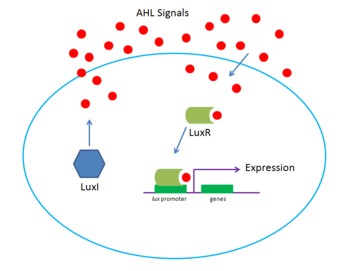 AHL Signals
LuxR
Expression
LuxI
lux promoter
genes